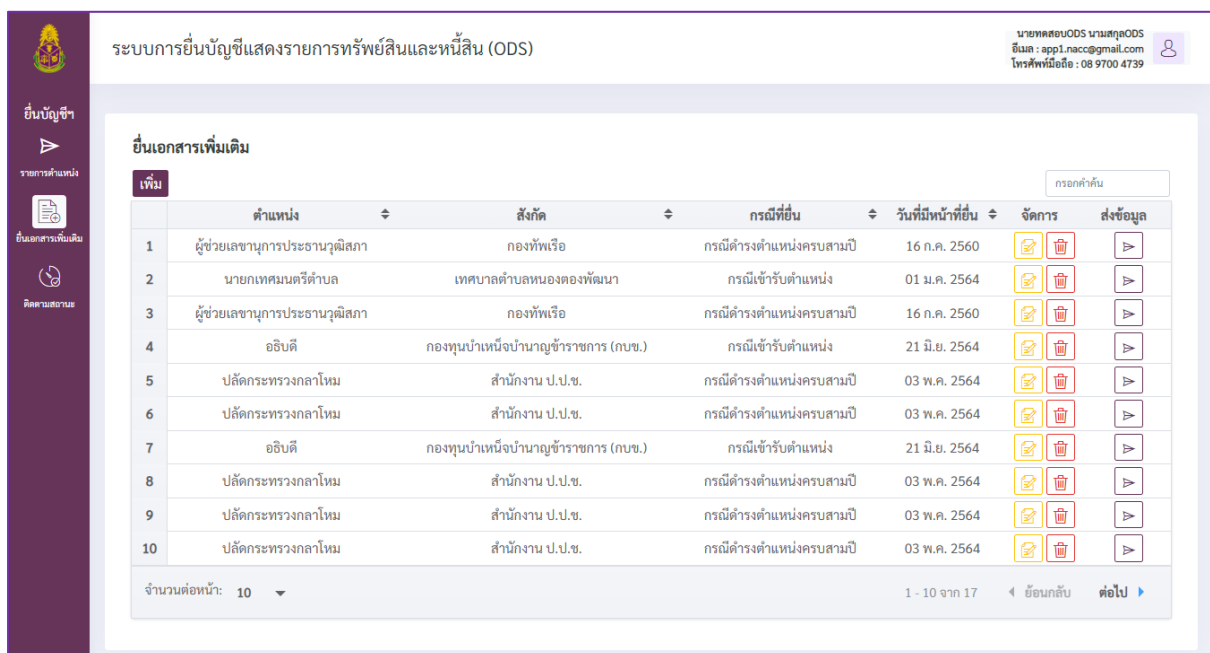 ระบบการยื่นบัญชีแสดงรายการทรัพย์สินและหนี้สิน (ODS)
นายทดสอบODS นามสกุลODS
อีเมล : app1.nacc@gmail.com
โทรศัพท์มือถือ : 08 9700 4739
ยื่นบัญชีฯ
รายการตำแหน่ง
ยื่นเอกสารเพิ่มเติม
ติดตามสถานะ
ยื่นเอกสารเพิ่มเติม
เพิ่ม
กรอกคำค้น
ตำแหน่ง สังกัด กรณีที่ยื่น วันที่มีหน้าที่ยื่น จัดการ ส่งข้อมูล
1 ผู้ช่วยเลขานุการประธานวุฒิสภา กองทัพเรือ กรณีดำรงตำแหน่งครบสามปี 16 ก.ค. 2560
2 นายกเทศมนตรีตำบล เทศบาลตำบลหนองตองพัฒนา กรณีเข้ารับตำแหน่ง 01 ม.ค. 2564
3 ผู้ช่วยเลขานุการประธานวุฒิสภา กองทัพเรือ กรณีดำรงตำแหน่งครบสามปี 16 ก.ค. 2560
4 อธิบดี กองทุนบำเหน็จบำนาญข้าราชการ (กบข.) กรณีเข้ารับตำแหน่ง 21 มิ.ย. 2564
5 ปลัดกระทรวงกลาโหม สำนักงาน ป.ป.ช. กรณีดำรงตำแหน่งครบสามปี 03 พ.ค. 2564
6 ปลัดกระทรวงกลาโหม สำนักงาน ป.ป.ช. กรณีดำรงตำแหน่งครบสามปี 03 พ.ค. 2564
7 อธิบดี กองทุนบำเหน็จบำนาญข้าราชการ (กบข.) กรณีเข้ารับตำแหน่ง 21 มิ.ย. 2564
8 ปลัดกระทรวงกลาโหม สำนักงาน ป.ป.ช. กรณีดำรงตำแหน่งครบสามปี 03 พ.ค. 2564
9 ปลัดกระทรวงกลาโหม สำนักงาน ป.ป.ช. กรณีดำรงตำแหน่งครบสามปี 03 พ.ค. 2564
10 ปลัดกระทรวงกลาโหม สำนักงาน ป.ป.ช. กรณีดำรงตำแหน่งครบสามปี 03 พ.ค. 2564
จำนวนต่อหน้า: 10 1 - 10 จาก 17 ย้อนกลับ ต่อไป